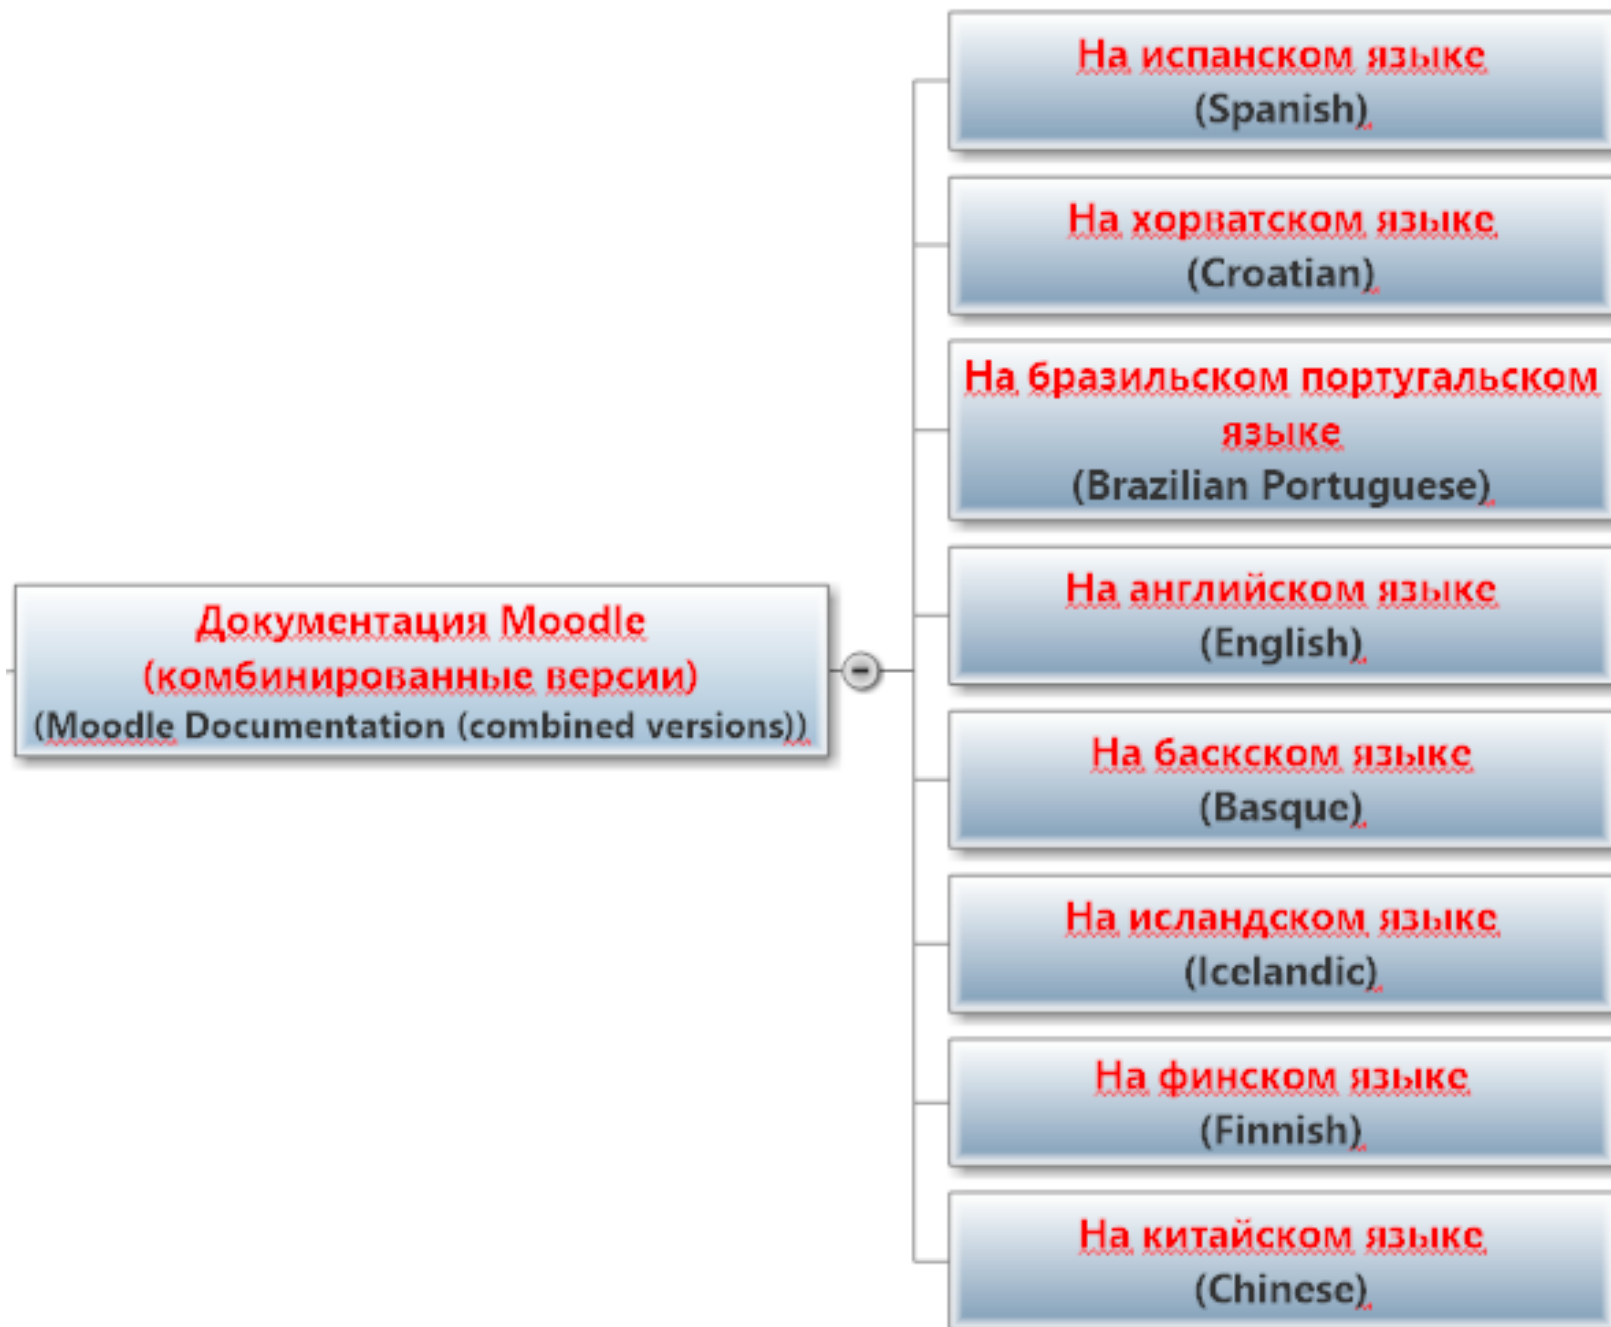 Документация Moodle
(комбинированные версии)
(Moodle Documentation (combined versions))
На испанском языке
(Spanish)
На хорватском языке
(Croatian)
На бразильском португальском
языке
(Brazilian Portuguese)
На английском языке
(English)
На баскском языке
(Basque)
На исландском языке
(Icelandic)
На финском языке
(Finnish)
На китайском языке
(Chinese)